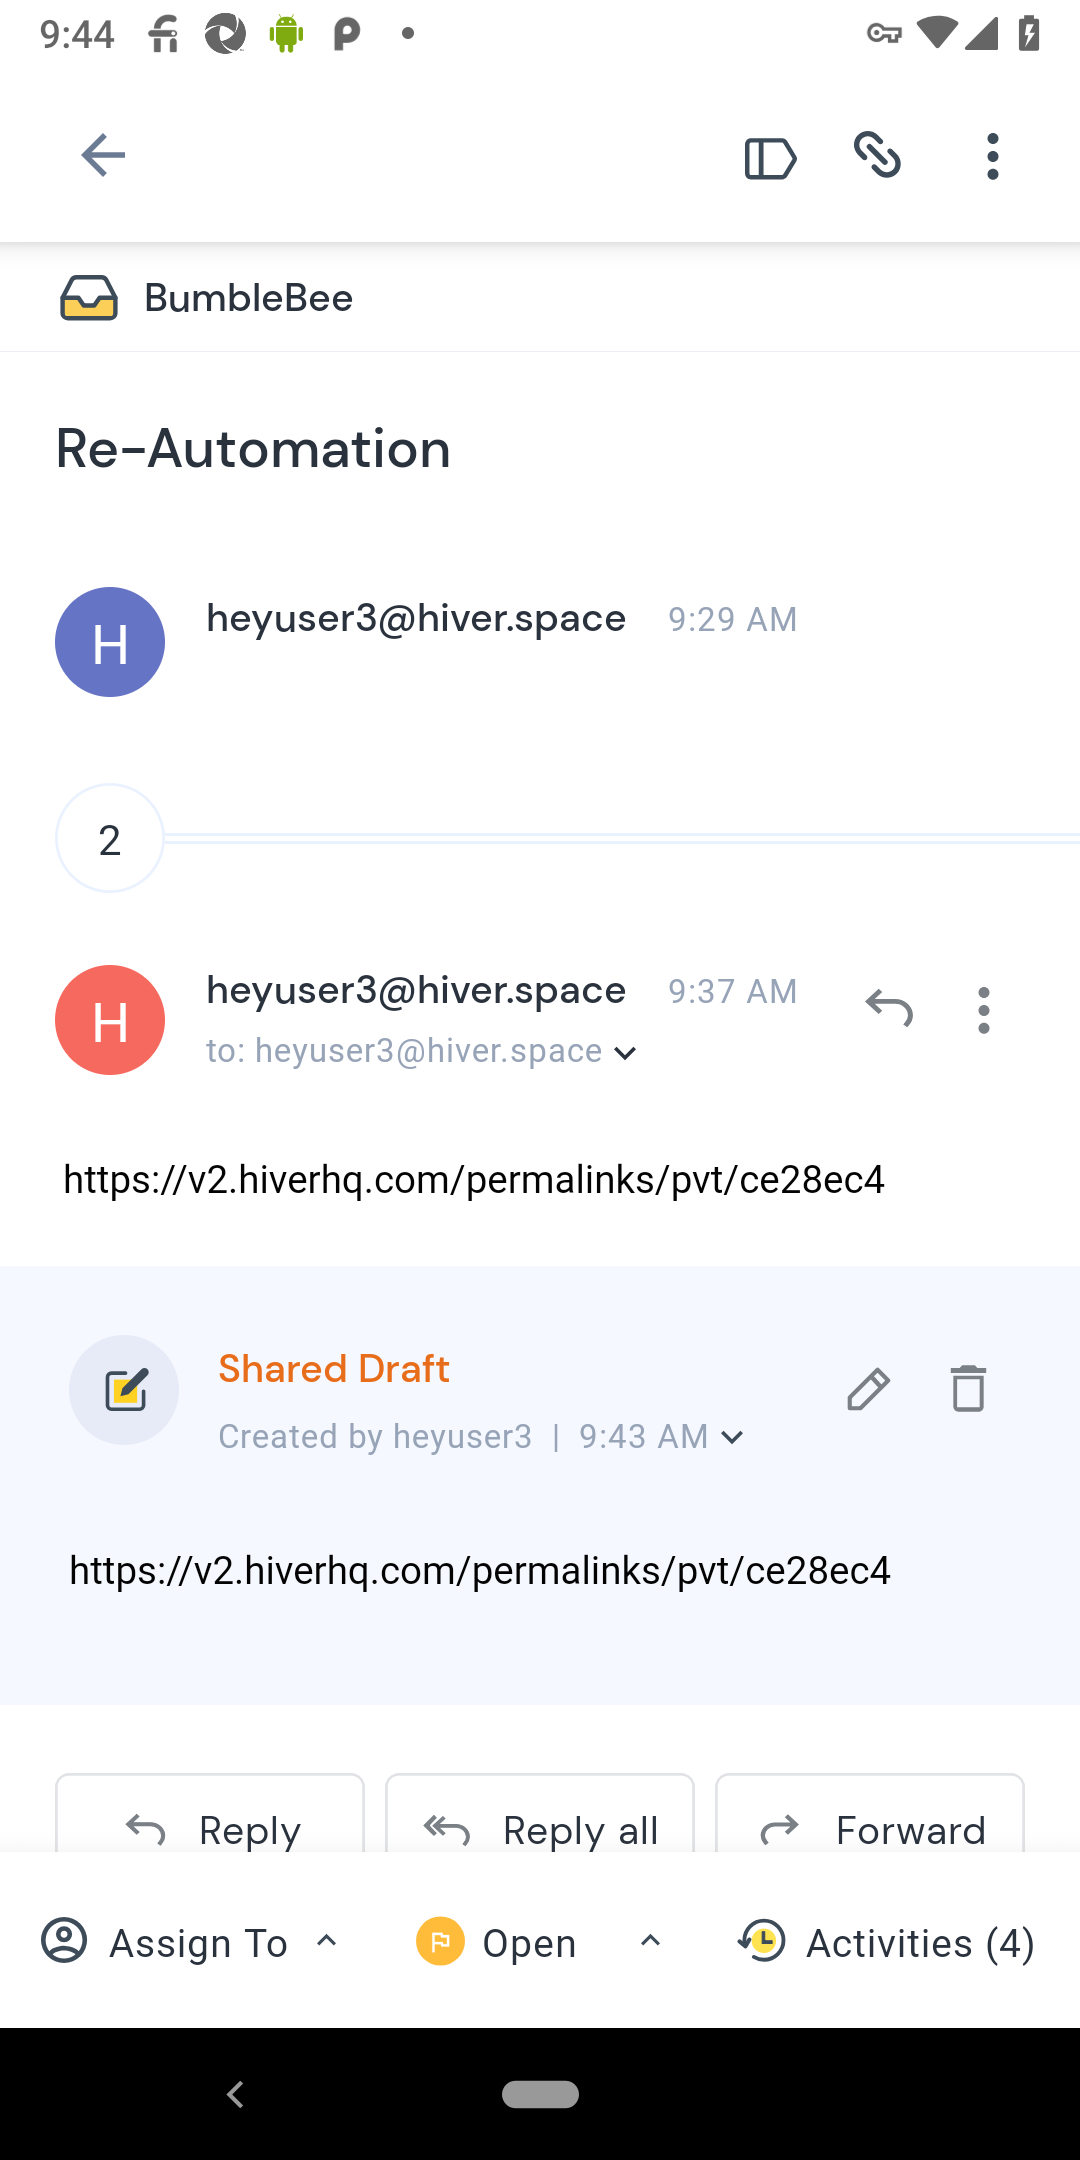 9:44
BumbleBee
Re-Automation
H
heyuser3@hiver.space 9:29 AM
2
H
heyuser3@hiver.space 9:37 AM
to: heyuser3@hiver.space
https://v2.hiverhq.com/permalinks/pvt/ce28ec4
Shared Draft
Created by heyuser3 | 9:43 AM
https://v2.hiverhq.com/permalinks/pvt/ce28ec4
Reply Reply all Forward
Assign To Open Activities (4)